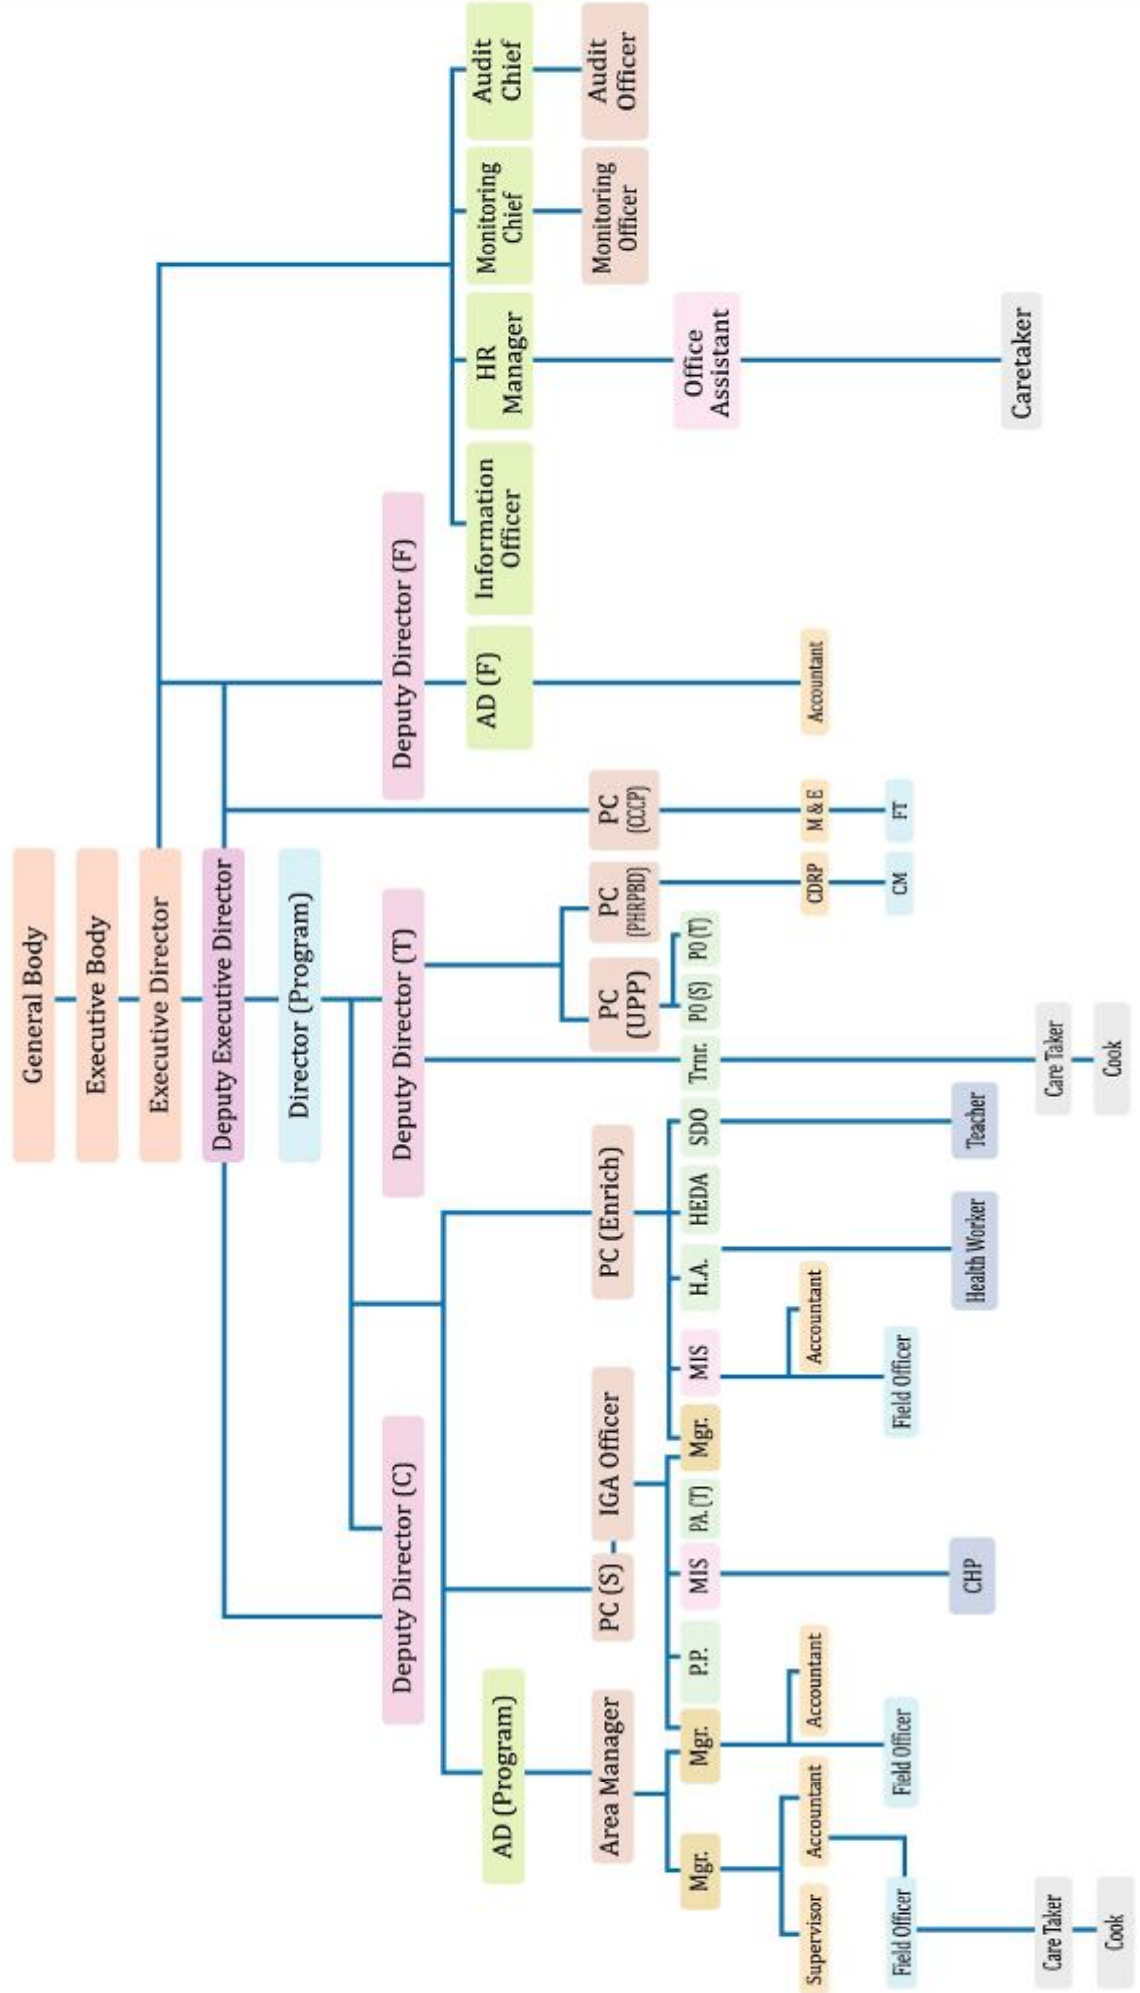 General Body
Executive Body
Executive Director
Deputy Executive Director
Director (Program)
Deputy Director (C)
Deputy Director (T)
Deputy Director (F)
AD (Program)
AD (F)
Information
Officer
HR
Manager
Monitoring
Chief
Audit
Chief
Area Manager
PC (S)
IGA Officer
PC (Enrich)
PC
(UPP)
PC
(PHRPBD)
PC
(CCCP)
Monitoring
Officer
Audit
Officer
Mgr.
Mgr.
P.P.
MIS
PA. (T)
Mgr.
MIS
H.A.
HEDA
SDO
Trnr.
PO (S)
PO (T)
Office
Assistant
Supervisor
Accountant
Accountant
Accountant
CDRP
M & E
Accountant
Field Officer
Field Officer
Field Officer
CM
FT
CHP
Health Worker
Teacher
Care Taker
Care Taker
Caretaker
Cook
Cook